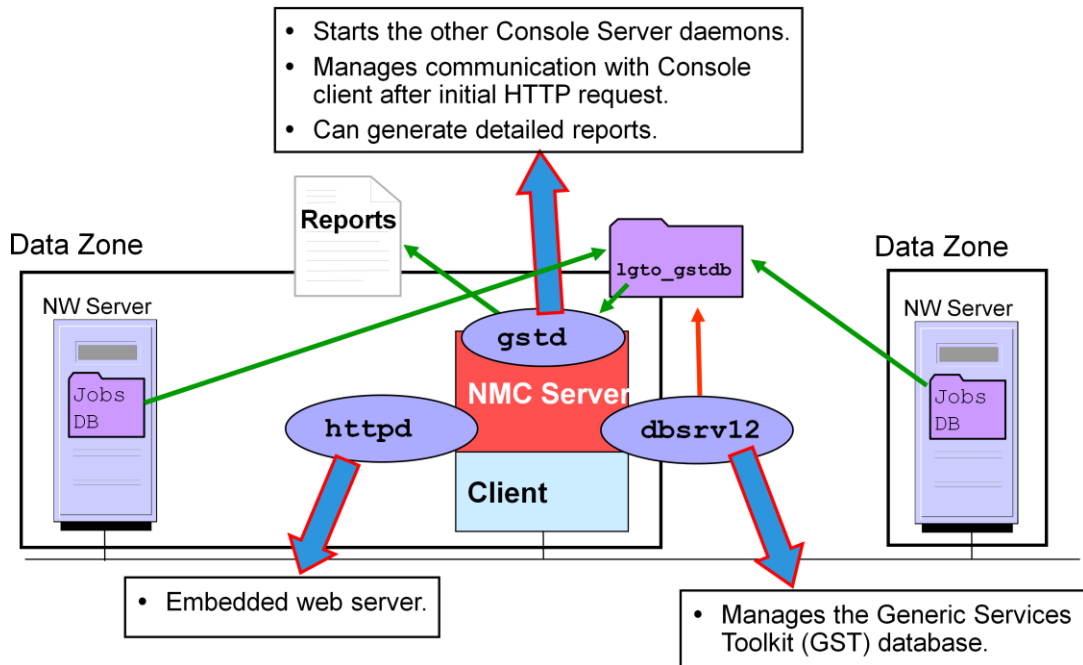 • Starts the other Console Server daemons.
• Manages communication with Console
client after initial HTTP request.
• Can generate detailed reports.
Reports
Data Zone
lgto_gstdb
Data Zone
NW Server
gstd
NW Server
Jobs
DB
NMC Server
Jobs
DB
httpd
dbsrv12
Client
• Embedded web server.
• Manages the Generic Services
Toolkit (GST) database.